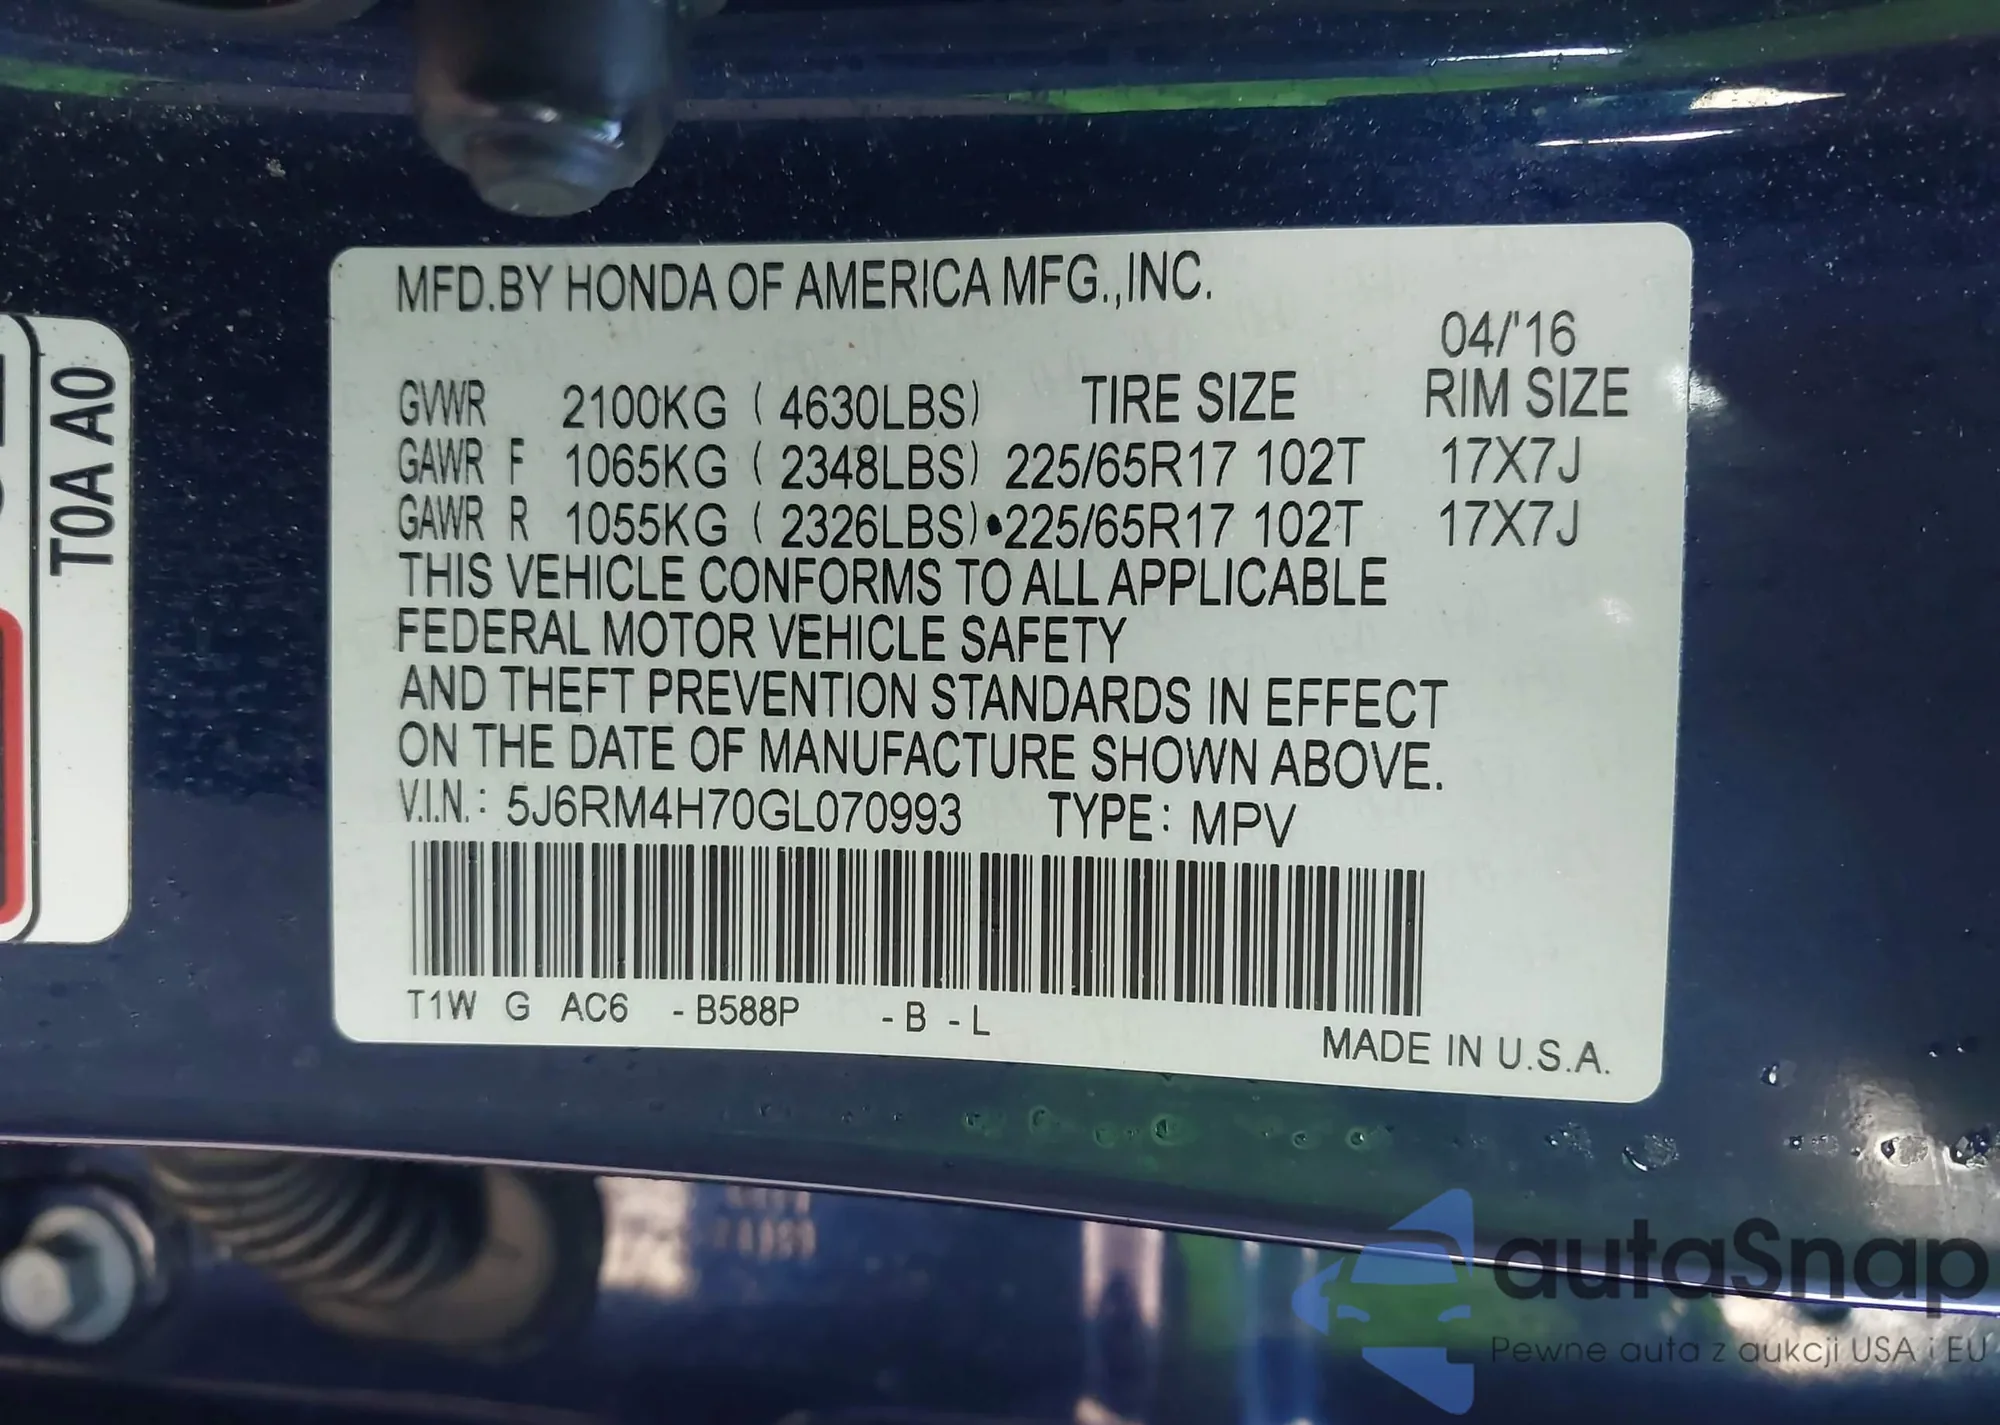 MFD.BY HONDA OF AMERICA MFG.,INC.
04/'16
GVWR 2100KG ( 4630LBS) TIRE SIZE RIM SIZE
GAWR F 1065KG ( 2348LBS) 225/65R17 102T 17X7J
GAWR R 1055KG ( 2326LBS)•225/65R17 102T 17X7J
THIS VEHICLE CONFORMS TO ALL APPLICABLE
FEDERAL MOTOR VEHICLE SAFETY
AND THEFT PREVENTION STANDARDS IN EFFECT
ON THE DATE OF MANUFACTURE SHOWN ABOVE.
V.I.N.: 5J6RM4H70GL070993 TYPE: MPV
T1W G AC6 -B588P -B -L
MADE IN U.S.A.
T0A A0
autaSnap
Pewne auta z aukcji USA i EU